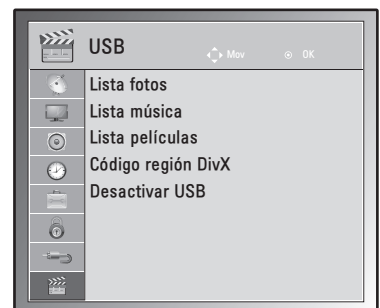 USB Mov OK
Lista fotos
Lista música
Lista películas
Código región DivX
Desactivar USB